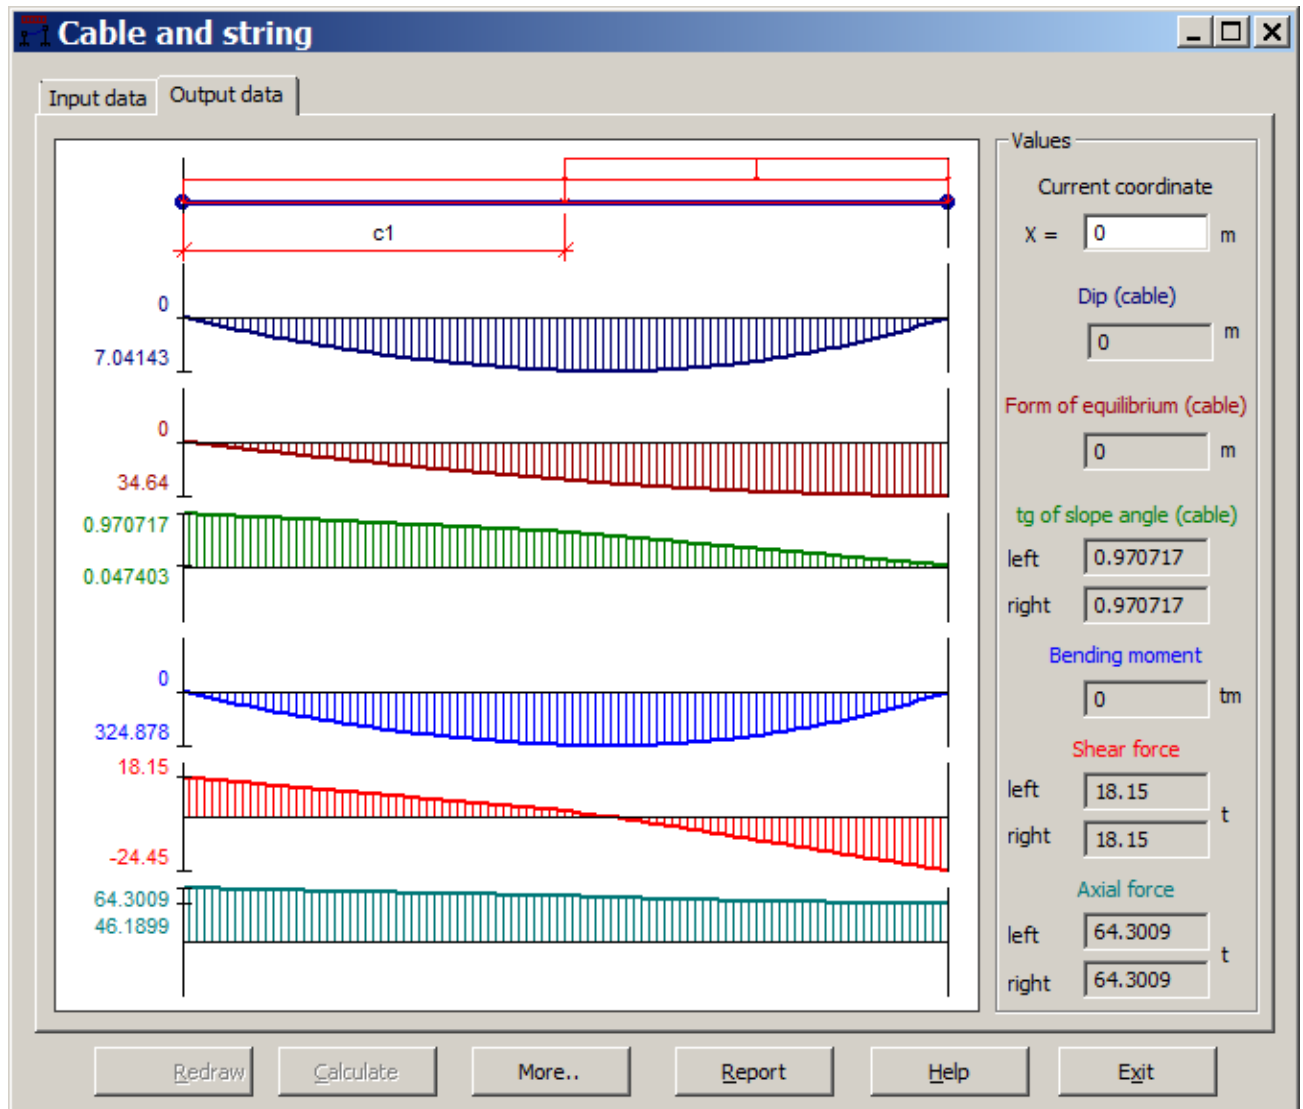 Cable and string
Input data
Output data
c1
0
7.04143
0
34.64
0.970717
0.047403
0
324.878
18.15
-24.45
64.3009
46.1899
Values
Current coordinate
X = 0 m
Dip (cable)
0 m
Form of equilibrium (cable)
0 m
tg of slope angle (cable)
left 0.970717
right 0.970717
Bending moment
0 tm
Shear force
left 18.15
t
right 18.15
Axial force
left 64.3009
t
right 64.3009
Redraw
Calculate
More..
Report
Help
Exit